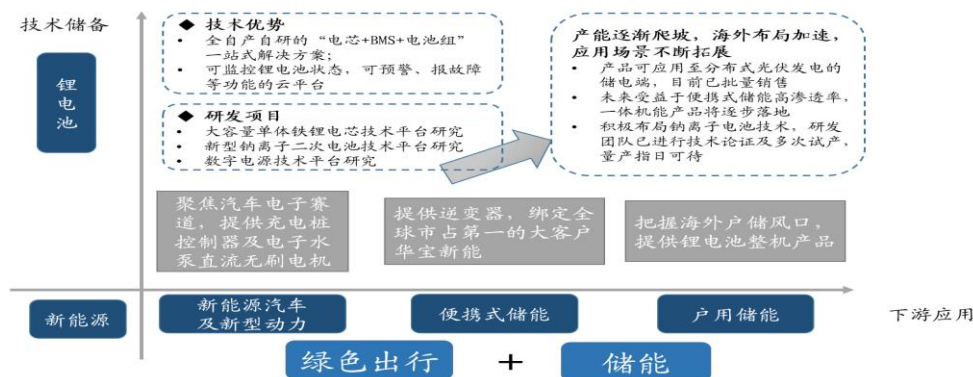 技术储备
锂
电
池
◆ 技术优势
• 全自产自研的“电芯+BMS+电池组”
一站式解决方案;
• 可监控锂电池状态，可预警、报故障
等功能的云平台
◆ 研发项目
• 大容量单体铁锂电芯技术平台研究
• 新型钠离子二次电池技术平台研究
• 数字电源技术平台研究
产能逐渐爬坡，海外布局加速，
应用场景不断拓展
• 产品可应用至分布式光伏发电的
储电端，目前已批量销售
• 未来受益于便携式储能高渗透率，
一体机能产品将逐步落地
• 积极布局钠离子电池技术，研发
团队已进行技术论证及多次试产，
量产指日可待
聚焦汽车电子赛
道，提供充电桩
控制器及电子水
泵直流无刷电机
提供逆变器，绑定全
球市占第一的大客户
华宝新能
把握海外户储风口，
提供锂电池整机产品
新能源
新能源汽车
及新型动力
便携式储能
户用储能
下游应用
绿色出行 + 储能